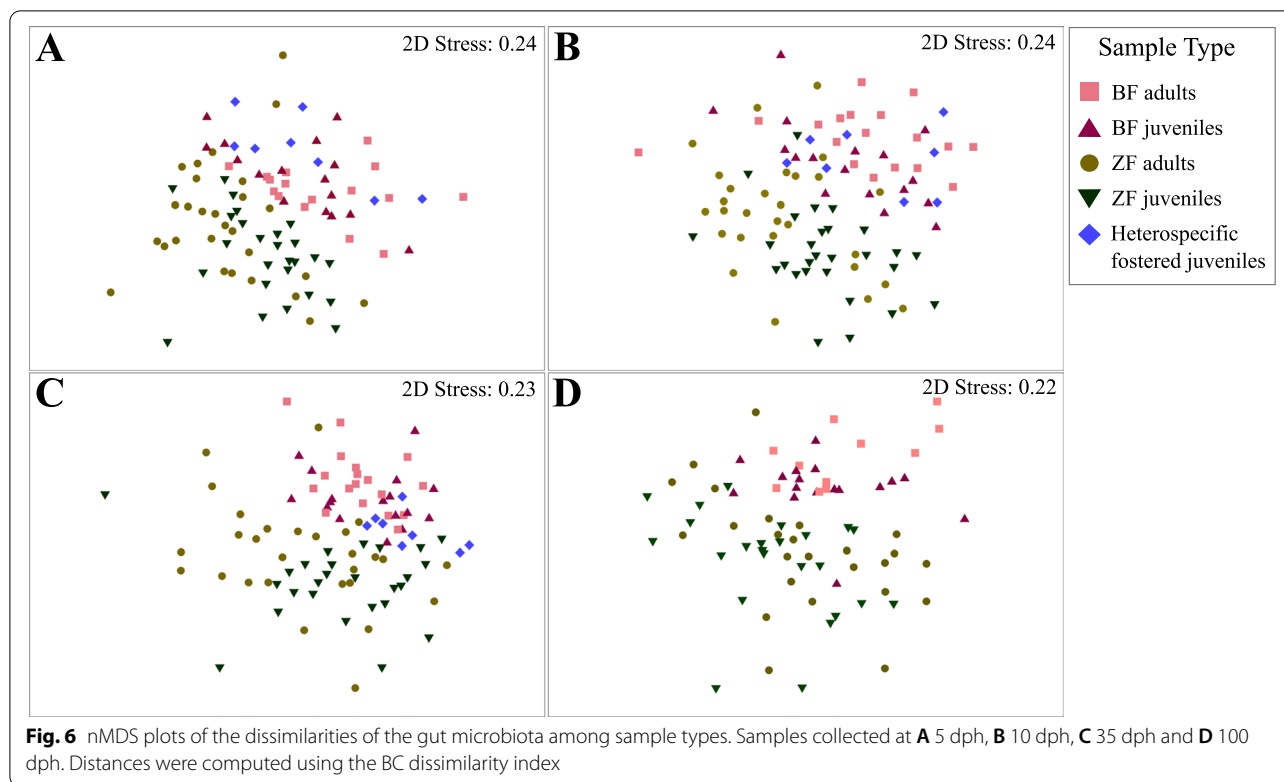 A
2D Stress: 0.24
B
2D Stress: 0.24
Sample Type
BF adults
BF juveniles
ZF adults
ZF juveniles
Heterospecific
fostered juveniles
C
2D Stress: 0.23
D
2D Stress: 0.22
Fig. 6 nMDS plots of the dissimilarities of the gut microbiota among sample types. Samples collected at A 5 dph, B 10 dph, C 35 dph and D 100
dph. Distances were computed using the BC dissimilarity index